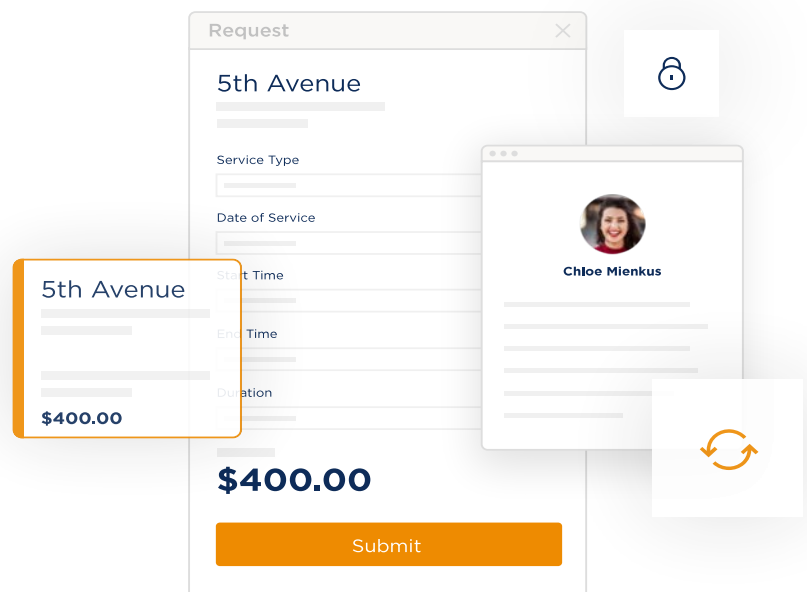 Request
5th Avenue
Service Type
Date of Service
Start Time
End Time
Duration
$400.00
Submit
5th Avenue
$400.00
Chloe Mienkus